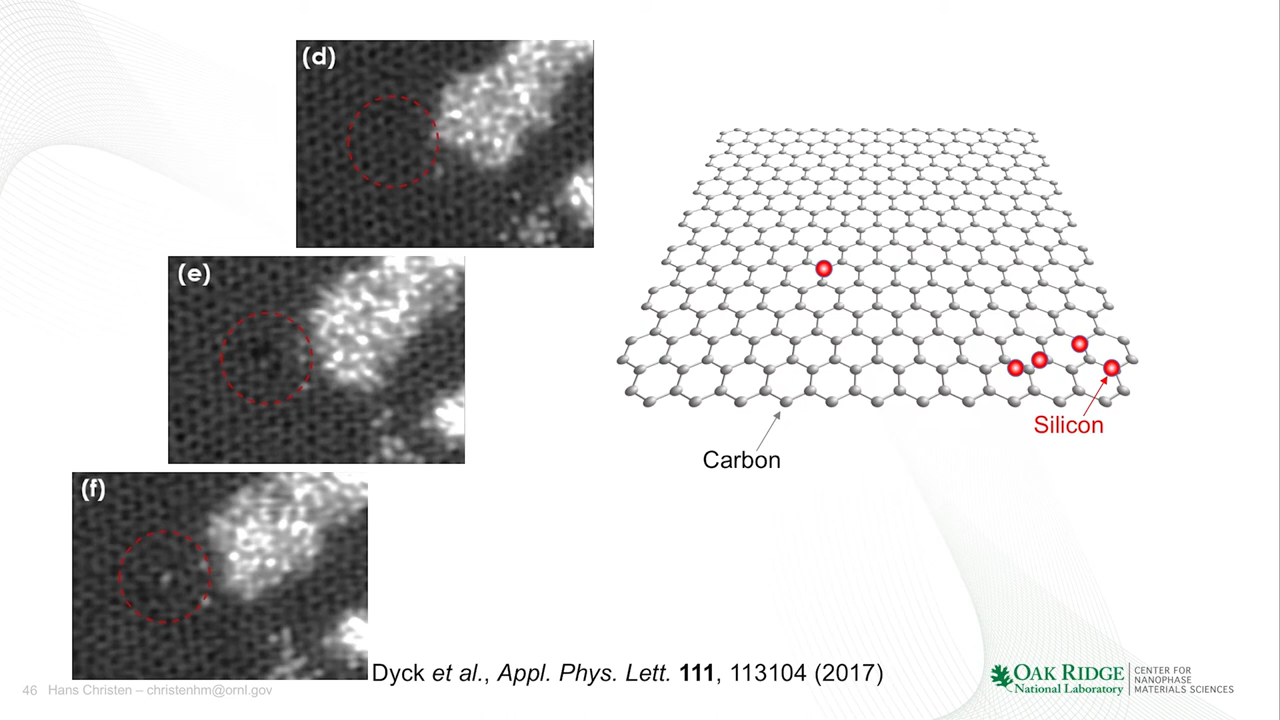 (d)
(e)
(f)
Silicon
Carbon
Dyck et al., Appl. Phys. Lett. 111, 113104 (2017)
46 Hans Christen – christenhm@ornl.gov
OAK RIDGE
National Laboratory
CENTER FOR
NANOPHASE
MATERIALS SCIENCES